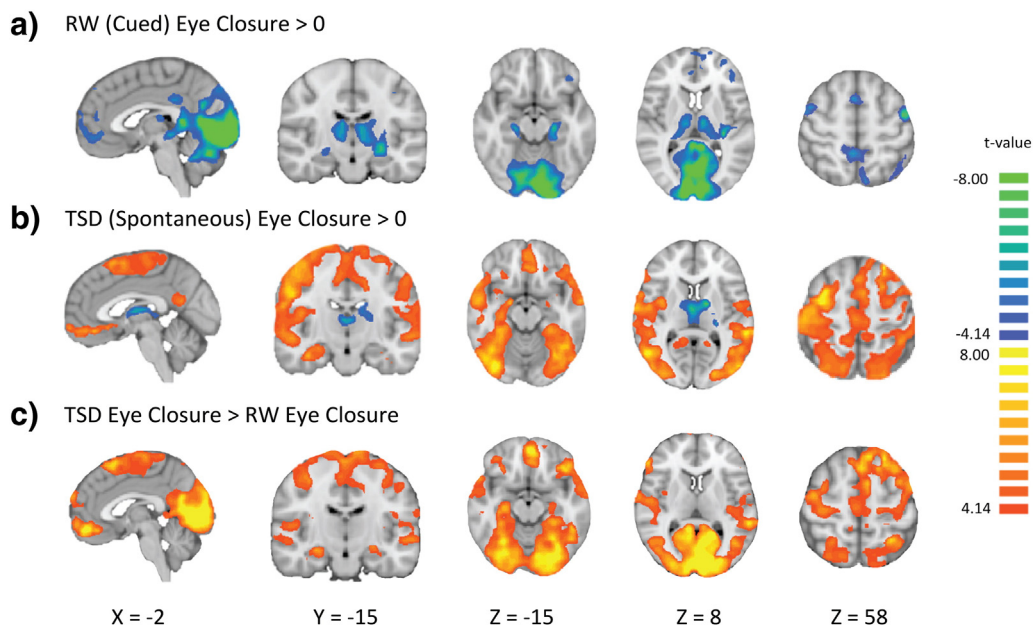 a) RW (Cued) Eye Closure > 0
t-value
-8.00
b) TSD (Spontaneous) Eye Closure > 0
-4.14
8.00
c) TSD Eye Closure > RW Eye Closure
4.14
X = -2 Y = -15 Z = -15 Z = 8 Z = 58